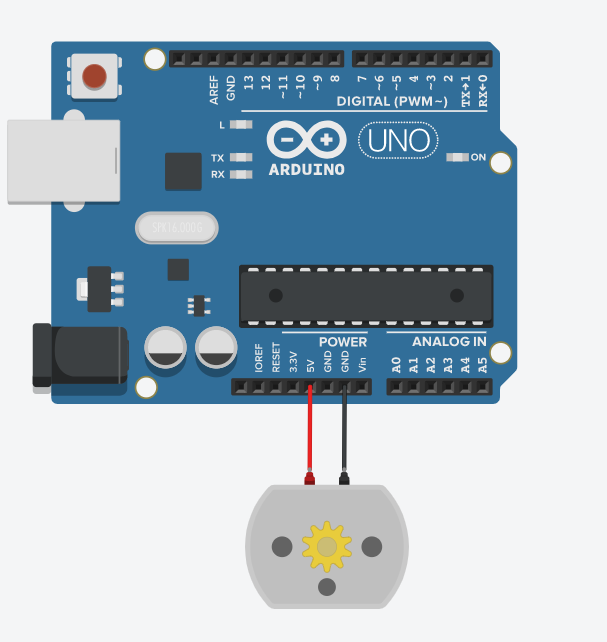 AREF
GND
13
12
~11
~10
~9
8
7
~6
~5
4
~3
2
TX→1
RX←0
DIGITAL (PWM~)
L
TX
RX
ARDUINO
UNO
ON
SPK16.000G
POWER
ANALOG IN
IOREF
RESET
3.3V
5V
GND
GND
Vin
A0
A1
A2
A3
A4
A5